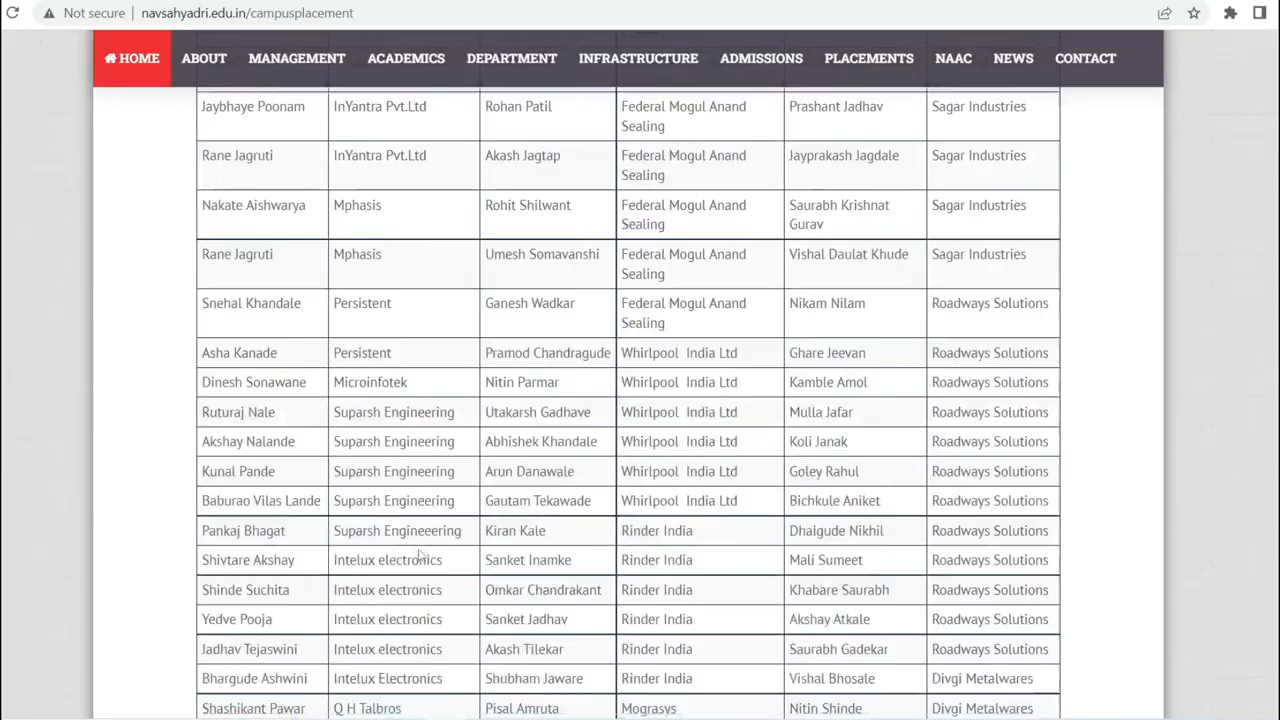 Not secure navsahyadri.edu.in/campusplacement
HOME ABOUT MANAGEMENT ACADEMICS DEPARTMENT INFRASTRUCTURE ADMISSIONS PLACEMENTS NAAC NEWS CONTACT
Jaybhaye Poonam InYantra Pvt.Ltd Rohan Patil Federal Mogul Anand Prashant Jadhav Sagar Industries
Sealing
Rane Jagruti InYantra Pvt.Ltd Akash Jagtap Federal Mogul Anand Jayprakash Jagdale Sagar Industries
Sealing
Nakate Aishwarya Mphasis Rohit Shilwant Federal Mogul Anand Saurabh Krishnat Sagar Industries
Sealing Gurav
Rane Jagruti Mphasis Umesh Somavanshi Federal Mogul Anand Vishal Daulat Khude Sagar Industries
Sealing
Snehal Khandale Persistent Ganesh Wadkar Federal Mogul Anand Nikam Nilam Roadways Solutions
Sealing
Asha Kanade Persistent Pramod Chandragude Whirlpool India Ltd Ghare Jeevan Roadways Solutions
Dinesh Sonawane Microinfotek Nitin Parmar Whirlpool India Ltd Kamble Amol Roadways Solutions
Ruturaj Nale Suparsh Engineering Utakarsh Gadhave Whirlpool India Ltd Mulla Jafar Roadways Solutions
Akshay Nalande Suparsh Engineering Abhishek Khandale Whirlpool India Ltd Koli Janak Roadways Solutions
Kunal Pande Suparsh Engineering Arun Danawale Whirlpool India Ltd Goley Rahul Roadways Solutions
Baburao Vilas Lande Suparsh Engineering Gautam Tekawade Whirlpool India Ltd Bichkule Aniket Roadways Solutions
Pankaj Bhagat Suparsh Engineeering Kiran Kale Rinder India Dhaigude Nikhil Roadways Solutions
Shivtare Akshay Intelux electronics Sanket Inamke Rinder India Mali Sumeet Roadways Solutions
Shinde Suchita Intelux electronics Omkar Chandrakant Rinder India Khabare Saurabh Roadways Solutions
Yedve Pooja Intelux electronics Sanket Jadhav Rinder India Akshay Atkale Roadways Solutions
Jadhav Tejaswini Intelux electronics Akash Tilekar Rinder India Saurabh Gadekar Roadways Solutions
Bhargude Ashwini Intelux Electronics Shubham Jaware Rinder India Vishal Bhosale Divgi Metalwares
Shashikant Pawar Q H Talbros Pisal Amruta Mograsys Nitin Shinde Divgi Metalwares